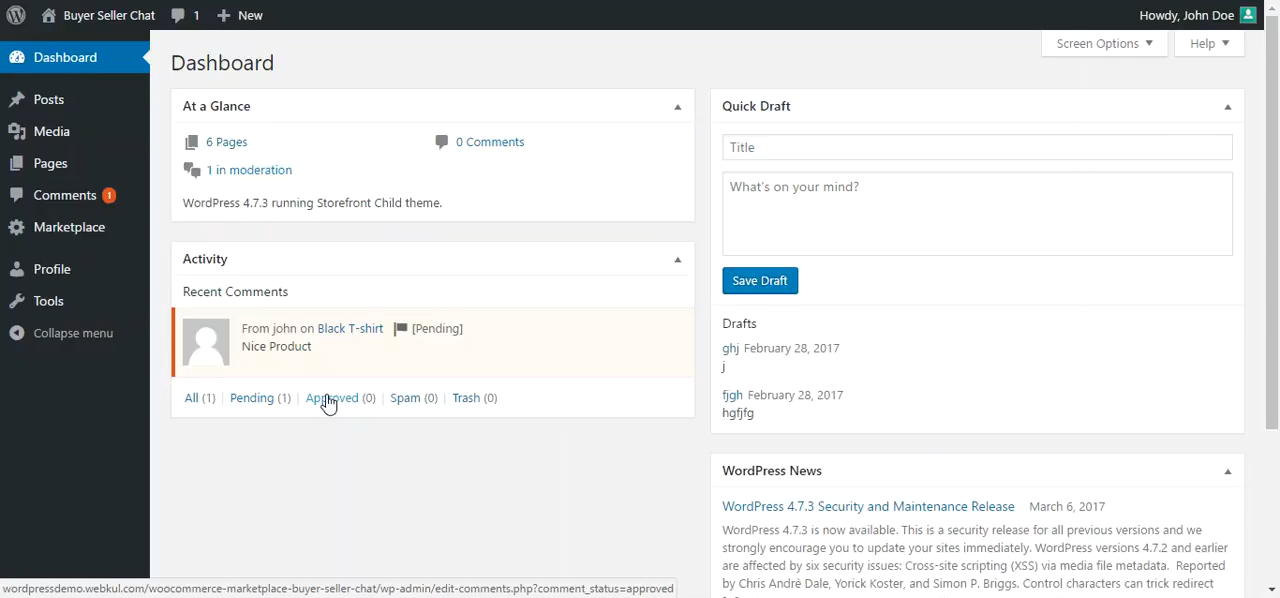 Buyer Seller Chat 1 New Howdy, John Doe
Dashboard
Posts
Media
Pages
Comments 1
Marketplace
Profile
Tools
Collapse menu
Screen Options Help
Dashboard
At a Glance
6 Pages 0 Comments
1 in moderation
WordPress 4.7.3 running Storefront Child theme.
Activity
Recent Comments
From john on Black T-shirt [Pending]
Nice Product
All (1) | Pending (1) | Approved (0) | Spam (0) | Trash (0)
Quick Draft
Title
What's on your mind?
Save Draft
Drafts
ghj February 28, 2017
j
fjgh February 28, 2017
hgfjfg
WordPress News
WordPress 4.7.3 Security and Maintenance Release March 6, 2017
WordPress 4.7.3 is now available. This is a security release for all previous versions and we
strongly encourage you to update your sites immediately. WordPress versions 4.7.2 and earlier
are affected by six security issues: Cross-site scripting (XSS) via media file metadata. Reported
by Chris Andrè Dale, Yorick Koster, and Simon P. Briggs. Control characters can trick redirect
wordpressdemo.webkul.com/woocommerce-marketplace-buyer-seller-chat/wp-admin/edit-comments.php?comment_status=approved